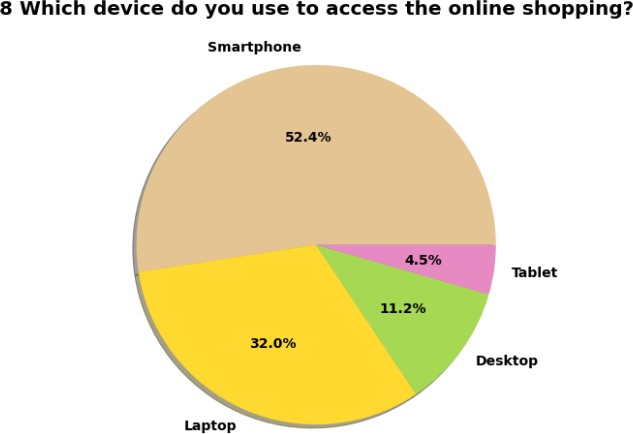 8 Which device do you use to access the online shopping?
Smartphone
52.4%
4.5%
Tablet
11.2%
32.0%
Desktop
Laptop